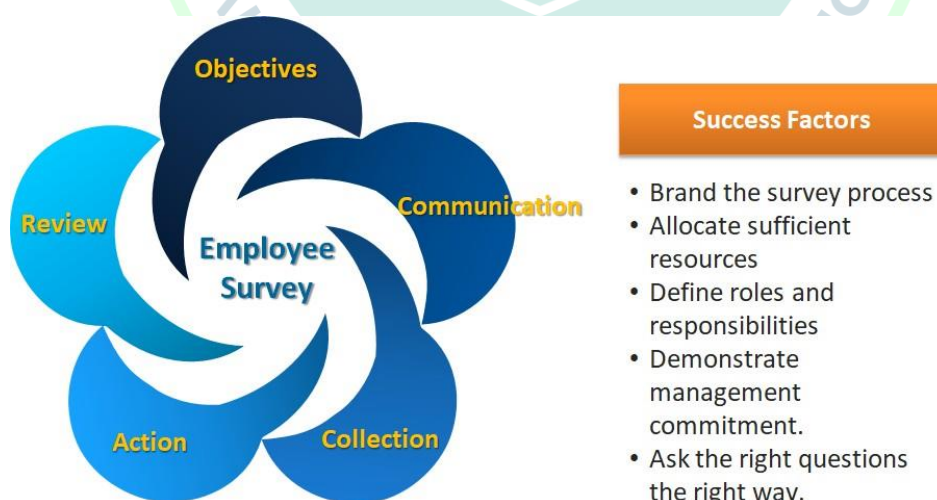 Objectives
Communication
Review
Employee
Survey
Action
Collection
Success Factors
• Brand the survey process
• Allocate sufficient
resources
• Define roles and
responsibilities
• Demonstrate
management
commitment.
• Ask the right questions
the right way.